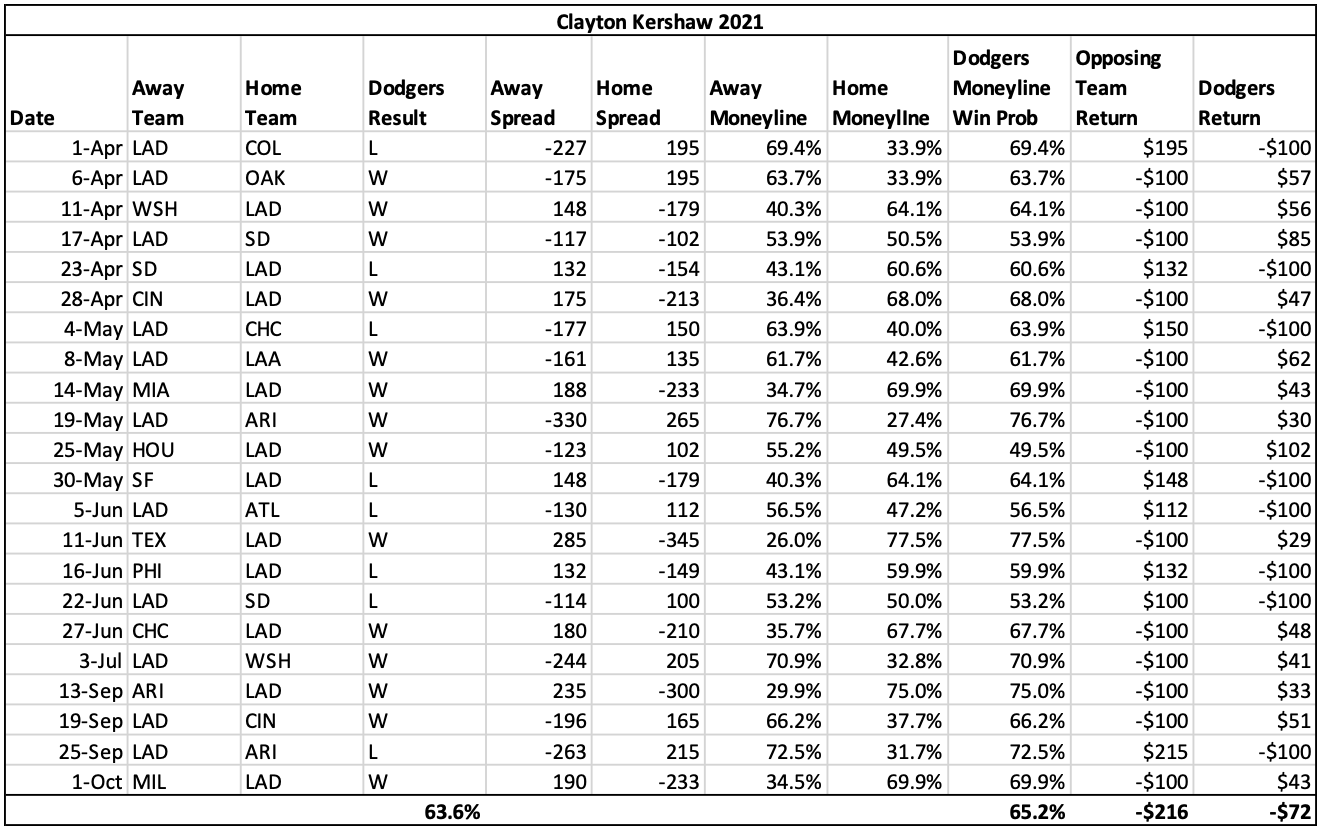 Clayton Kershaw 2021
Date Away Team Home Team Dodgers Result Away Spread Home Spread Away Moneyline Home MoneylIne Dodgers Moneyline Win Prob Opposing Team Return Dodgers Return
1-Apr LAD COL L -227 195 69.4% 33.9% 69.4% $195 -$100
6-Apr LAD OAK W -175 195 63.7% 33.9% 63.7% -$100 $57
11-Apr WSH LAD W 148 -179 40.3% 64.1% 64.1% -$100 $56
17-Apr LAD SD W -117 -102 53.9% 50.5% 53.9% -$100 $85
23-Apr SD LAD L 132 -154 43.1% 60.6% 60.6% $132 -$100
28-Apr CIN LAD W 175 -213 36.4% 68.0% 68.0% -$100 $47
4-May LAD CHC L -177 150 63.9% 40.0% 63.9% $150 -$100
8-May LAD LAA W -161 135 61.7% 42.6% 61.7% -$100 $62
14-May MIA LAD W 188 -233 34.7% 69.9% 69.9% -$100 $43
19-May LAD ARI W -330 265 76.7% 27.4% 76.7% -$100 $30
25-May HOU LAD W -123 102 55.2% 49.5% 49.5% -$100 $102
30-May SF LAD L 148 -179 40.3% 64.1% 64.1% $148 -$100
5-Jun LAD ATL L -130 112 56.5% 47.2% 56.5% $112 -$100
11-Jun TEX LAD W 285 -345 26.0% 77.5% 77.5% -$100 $29
16-Jun PHI LAD L 132 -149 43.1% 59.9% 59.9% $132 -$100
22-Jun LAD SD L -114 100 53.2% 50.0% 53.2% $100 -$100
27-Jun CHC LAD W 180 -210 35.7% 67.7% 67.7% -$100 $48
3-Jul LAD WSH W -244 205 70.9% 32.8% 70.9% -$100 $41
13-Sep ARI LAD W 235 -300 29.9% 75.0% 75.0% -$100 $33
19-Sep LAD CIN W -196 165 66.2% 37.7% 66.2% -$100 $51
25-Sep LAD ARI L -263 215 72.5% 31.7% 72.5% $215 -$100
1-Oct MIL LAD W 190 -233 34.5% 69.9% 69.9% -$100 $43
63.6% 65.2% -$216 -$72